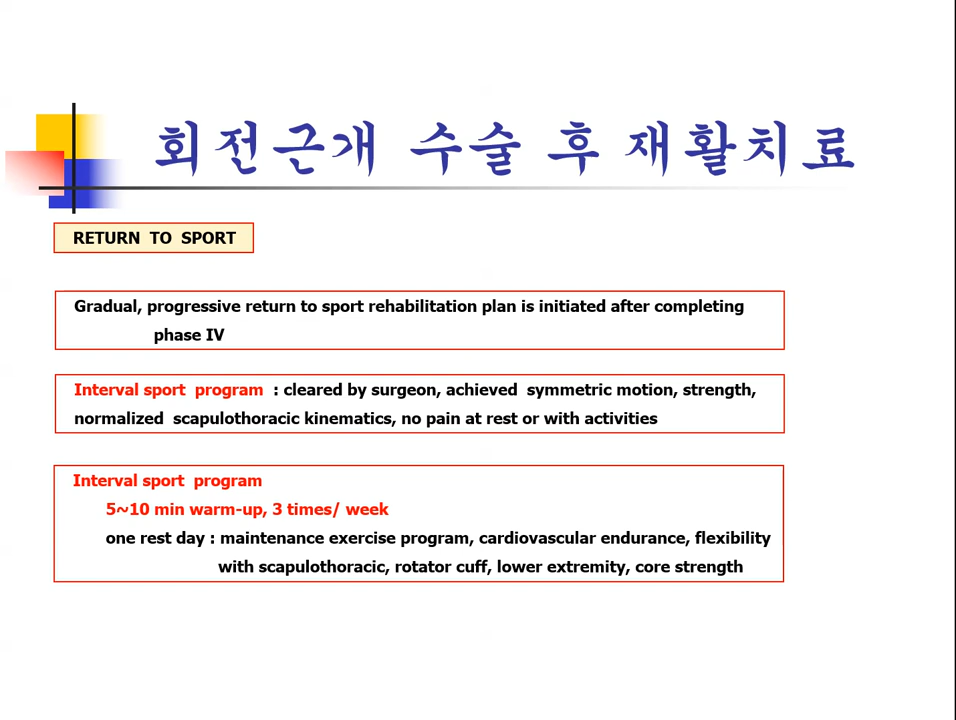 회전근개 수술 후 재활치료
RETURN TO SPORT
Gradual, progressive return to sport rehabilitation plan is initiated after completing
phase IV
Interval sport program : cleared by surgeon, achieved symmetric motion, strength,
normalized scapulothoracic kinematics, no pain at rest or with activities
Interval sport program
5~10 min warm-up, 3 times/ week
one rest day : maintenance exercise program, cardiovascular endurance, flexibility
with scapulothoracic, rotator cuff, lower extremity, core strength